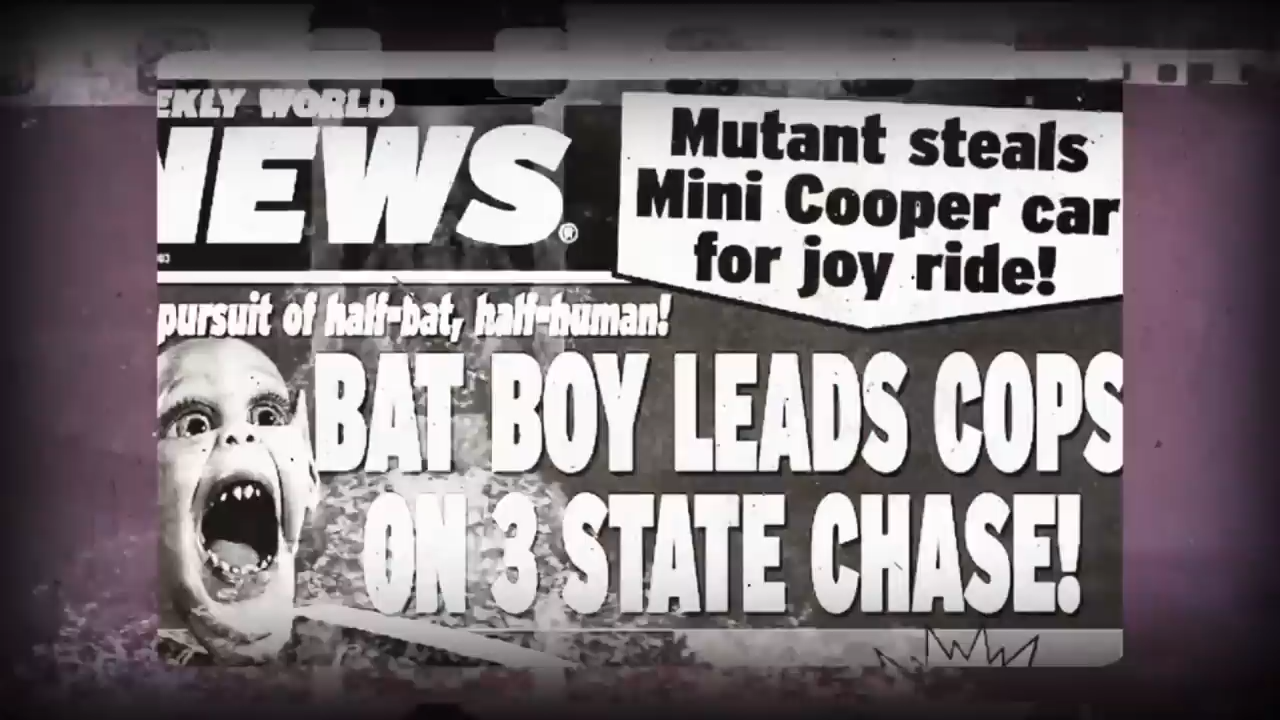 EKLY WORLD
NEWS®
Mutant steals
Mini Cooper car
for joy ride!
pursuit of half-bat, half-human!
BAT BOY LEADS COPS
ON 3 STATE CHASE!